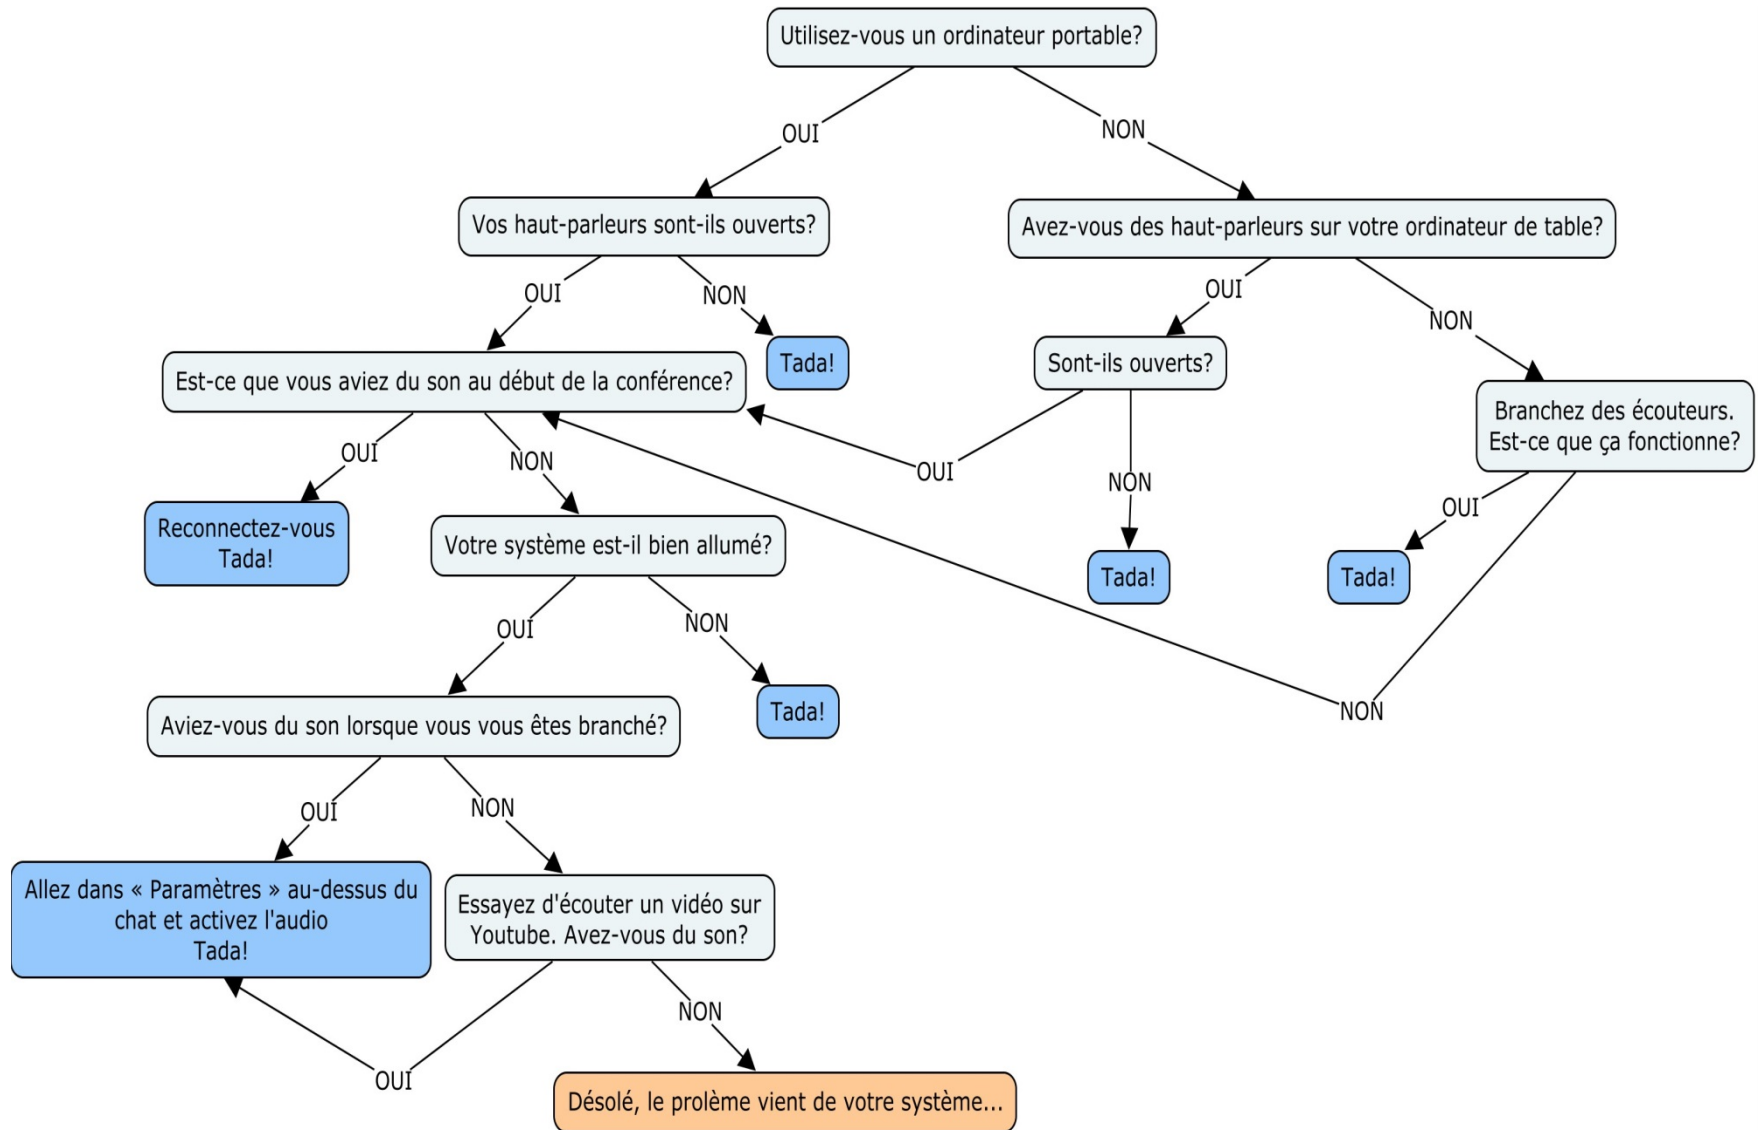 Utilisez-vous un ordinateur portable?
OUI
NON
Vos haut-parleurs sont-ils ouverts?
Avez-vous des haut-parleurs sur votre ordinateur de table?
OUI
NON
OUI
NON
Est-ce que vous aviez du son au début de la conférence?
Tada!
Sont-ils ouverts?
Branchez des écouteurs.
Est-ce que ça fonctionne?
OUI
NON
OUI
NON
OUI
Reconnectez-vous
Tada!
Votre système est-il bien allumé?
Tada!
Tada!
OUI
NON
NON
Aviez-vous du son lorsque vous vous êtes branché?
Tada!
OUI
NON
Allez dans « Paramètres » au-dessus du
chat et activez l'audio
Tada!
Essayez d'écouter un vidéo sur
Youtube. Avez-vous du son?
OUI
NON
Désolé, le prolème vient de votre système...